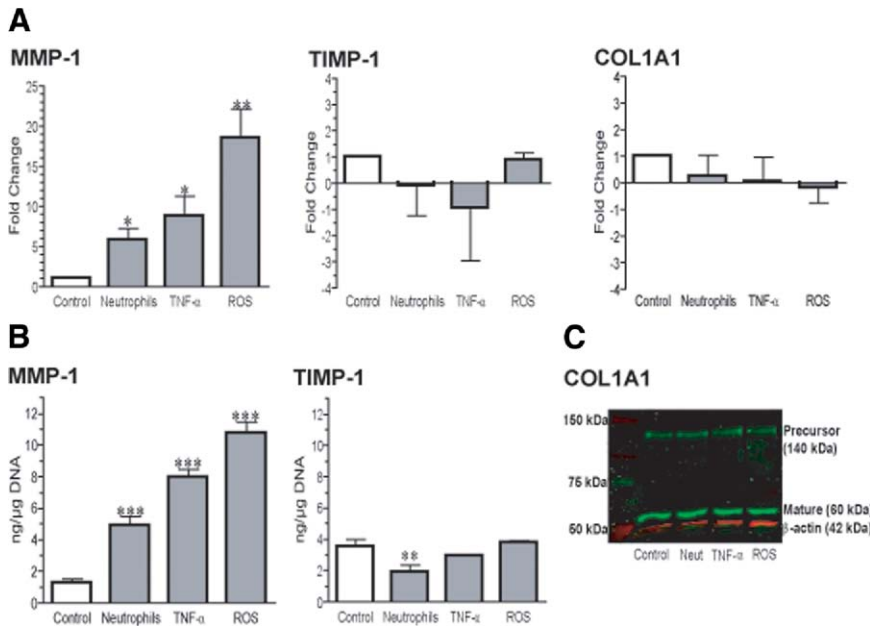 A
MMP-1
TIMP-1
COL1A1
Fold Change
25
20
15
10
5
0
*
*
**
Control Neutrophils TNF-α ROS
Fold Change
4
3
2
1
0
-1
-2
-3
-4
Control Neutrophils TNF-α ROS
Fold Change
4
3
2
1
0
-1
-2
-3
-4
Control Neutrophils TNF-α ROS
B
MMP-1
TIMP-1
ng/µg DNA
12
10
8
6
4
2
0
***
***
***
Control Neutrophils TNF-α ROS
ng/µg DNA
12
10
8
6
4
2
0
**
Control Neutrophils TNF-α ROS
C
COL1A1
150 kDa
75 kDa
60 kDa
Precursor
(140 kDa)
Mature (60 kDa)
β-actin (42 kDa)
Control Neut TNF-α ROS